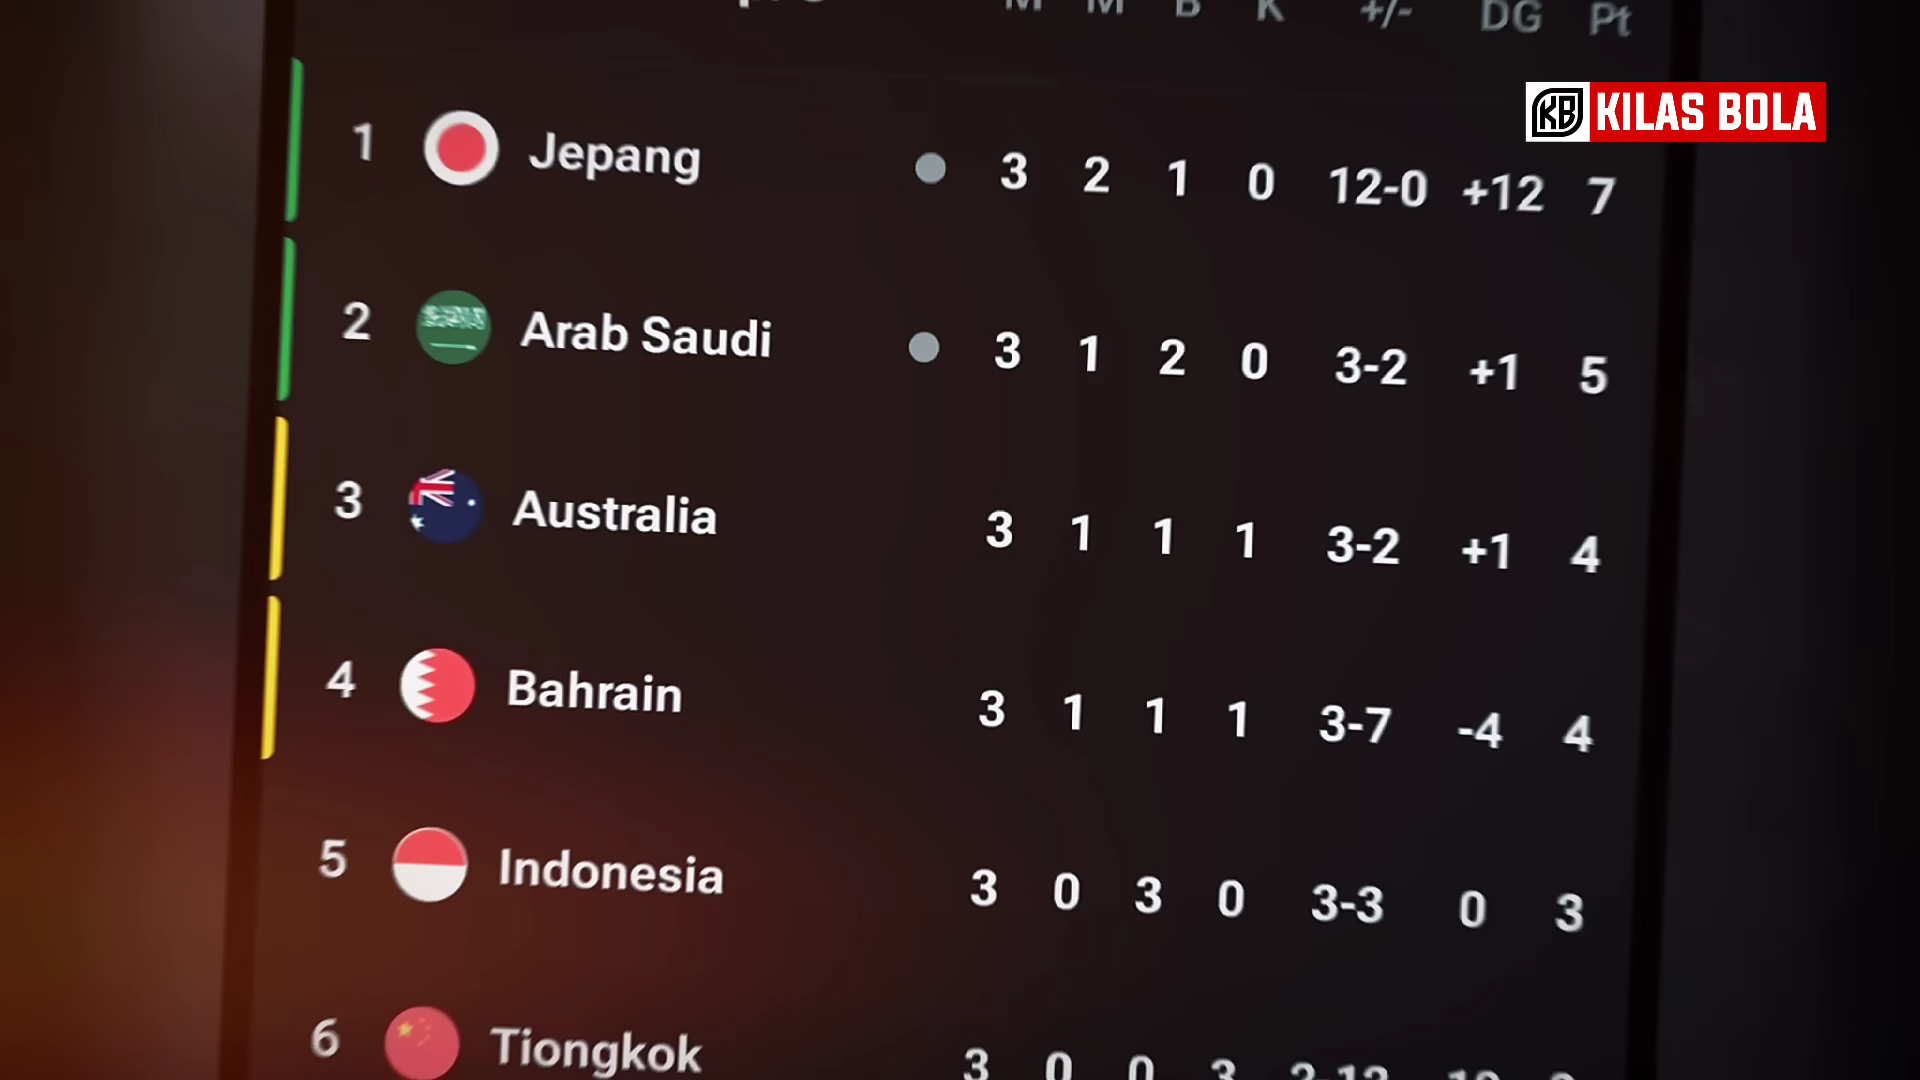 M M B K +/- DG Pt
KB KILAS BOLA
1 Jepang 3 2 1 0 12-0 +12 7
2 Arab Saudi 3 1 2 0 3-2 +1 5
3 Australia 3 1 1 1 3-2 +1 4
4 Bahrain 3 1 1 1 3-7 -4 4
5 Indonesia 3 0 3 0 3-3 0 3
6 Tiongkok 3 0 0 3